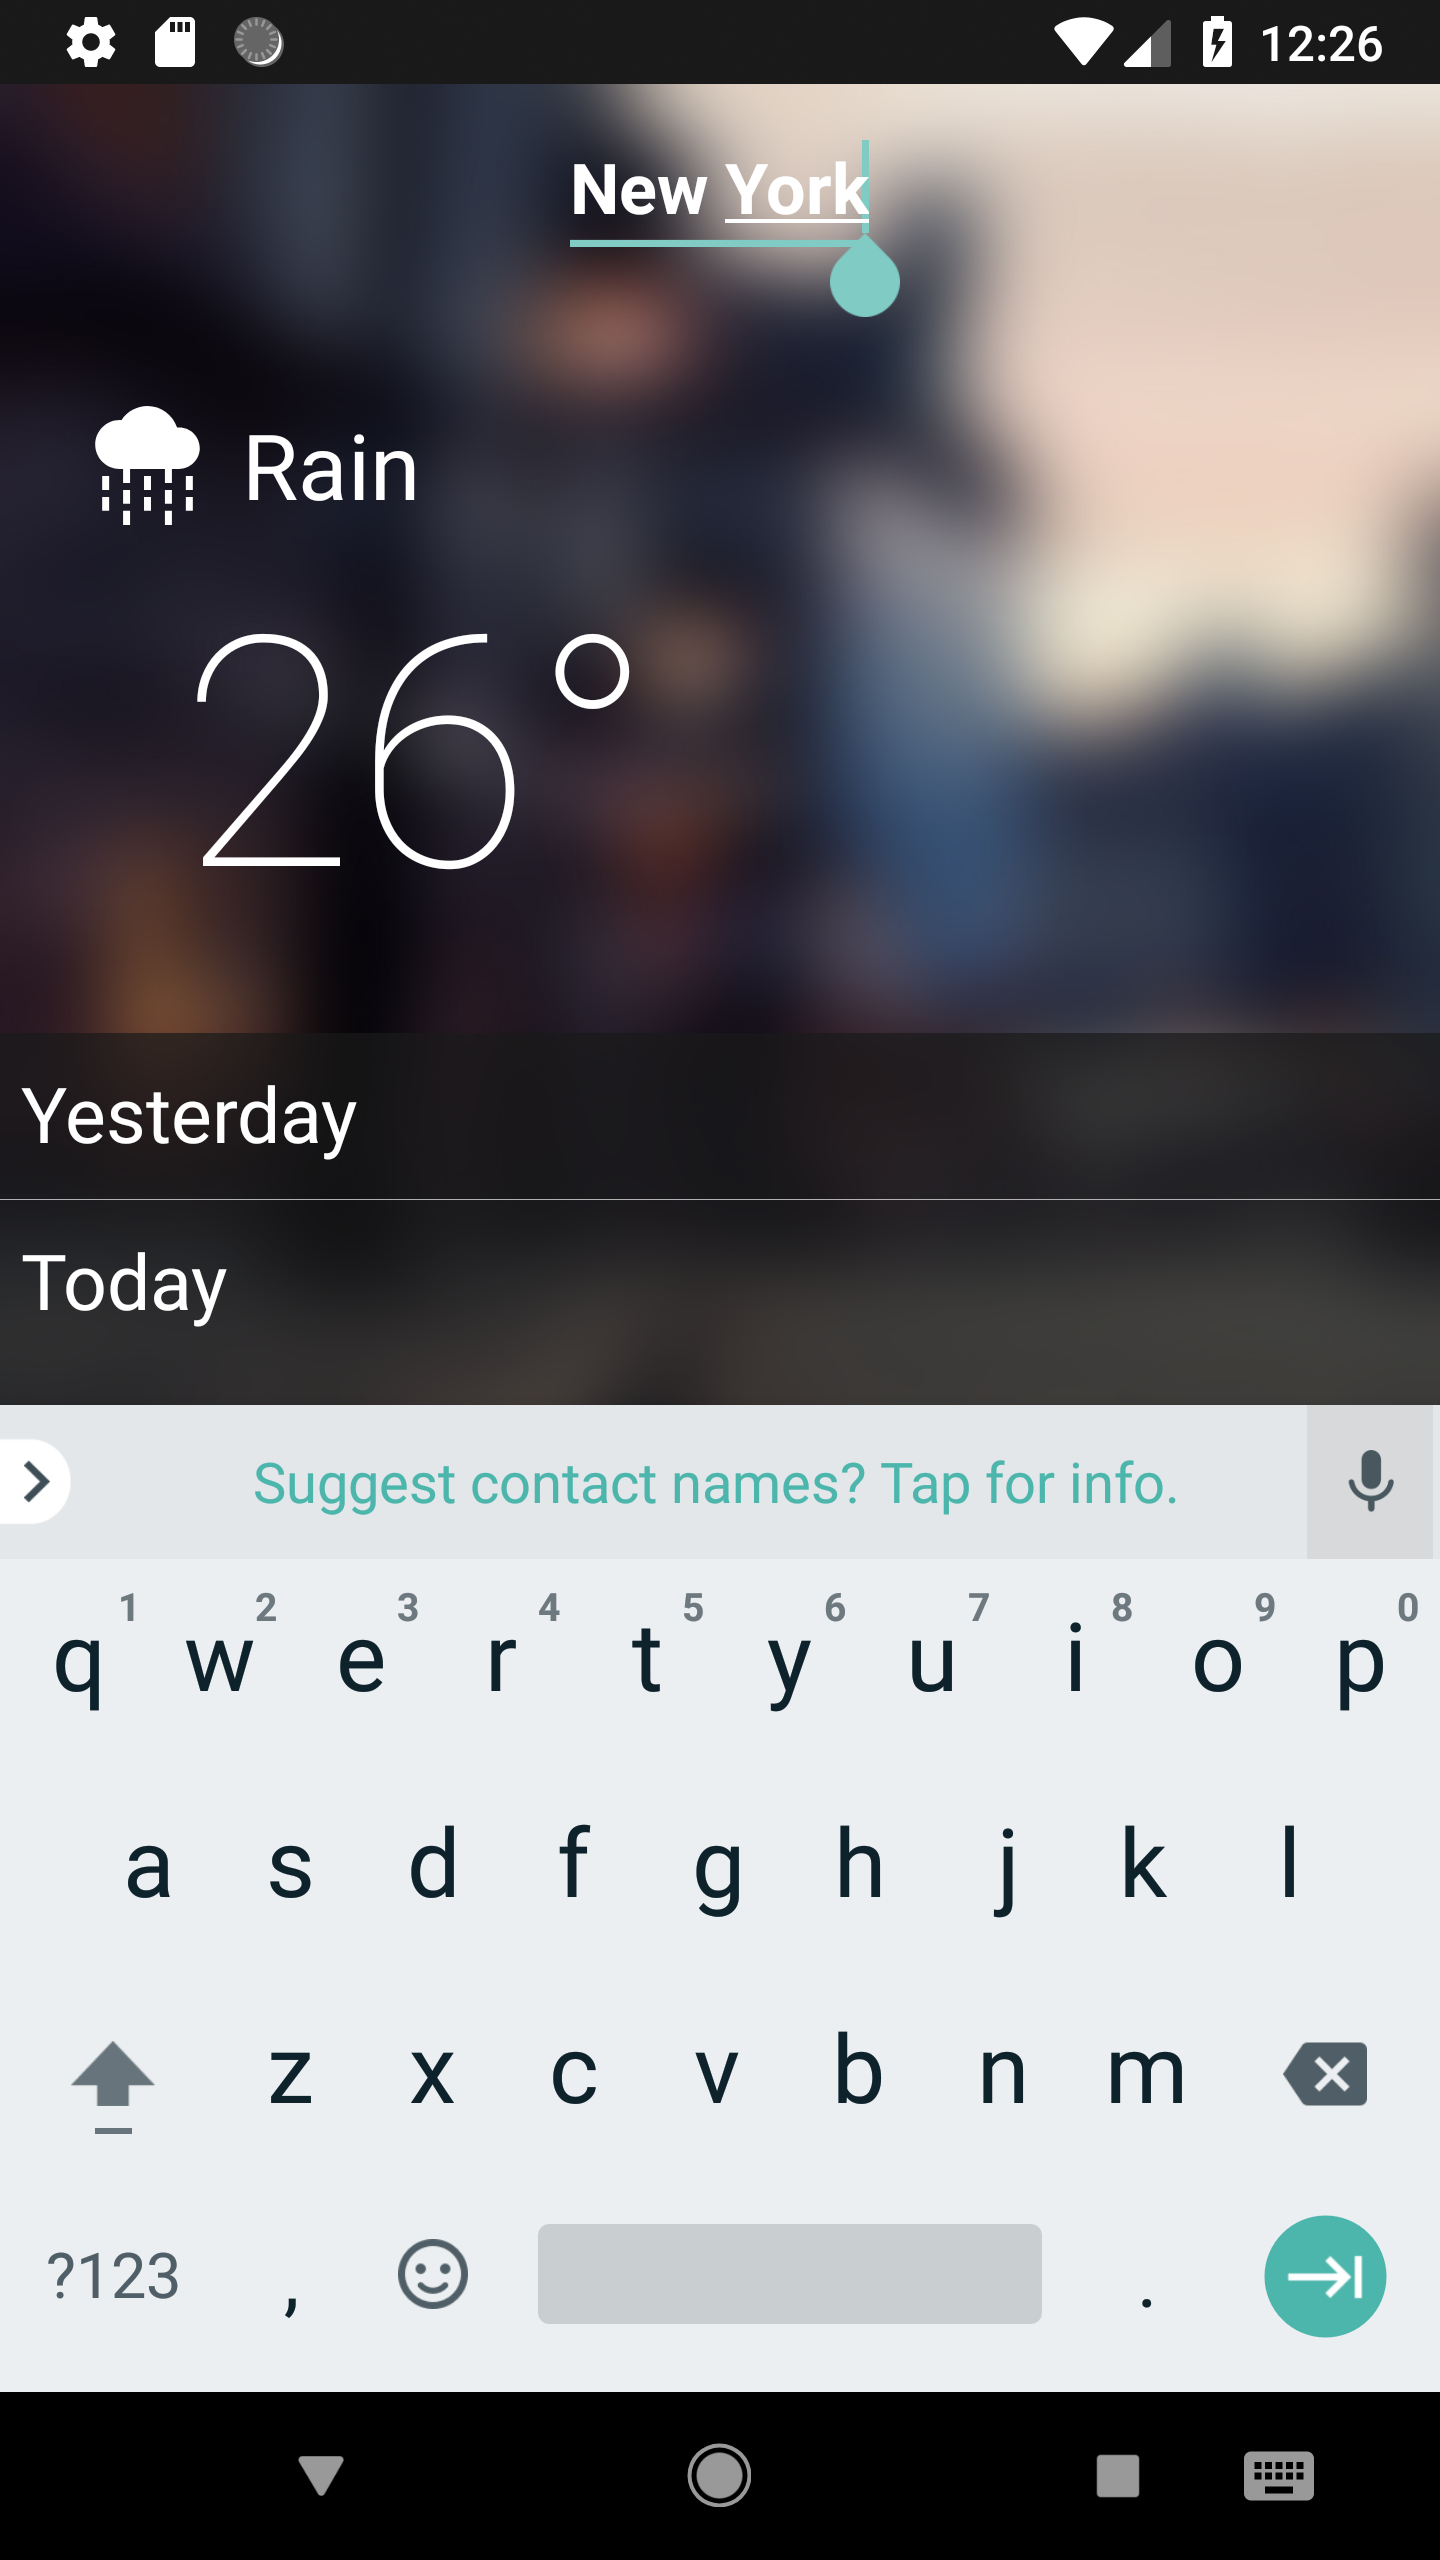 12:26
New York
Rain
26°
Yesterday
Today
Suggest contact names? Tap for info.
1 2 3 4 5 6 7 8 9 0
q w e r t y u i o p
a s d f g h j k l
z x c v b n m
?123 , .